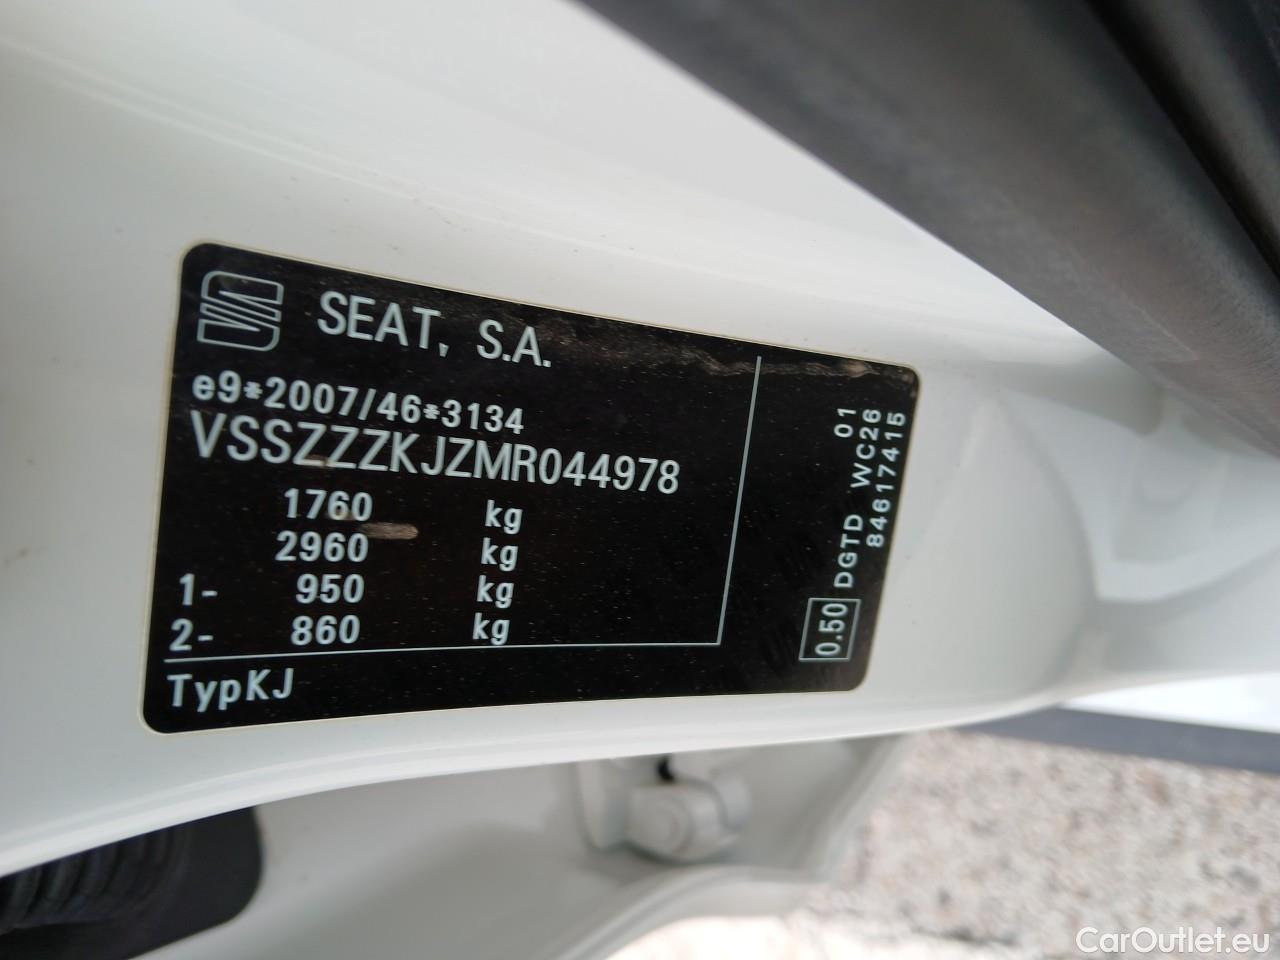 SEAT, S.A.
e9*2007/46*3134
VSSZZZKJZMR044978
1760 kg
2960 kg
1- 950 kg
2- 860 kg
TypKJ
0.50 DGTD WC26 01
84617415
CarOutlet.eu